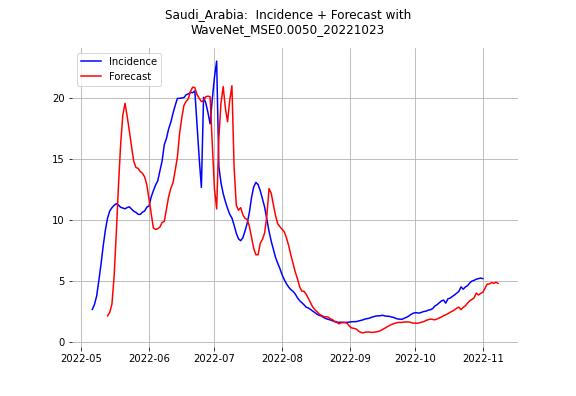 Saudi_Arabia:  Incidence + Forecast with
WaveNet_MSE0.0050_20221023
Incidence
Forecast
20
15
10
5
0
2022-05 2022-06 2022-07 2022-08 2022-09 2022-10 2022-11